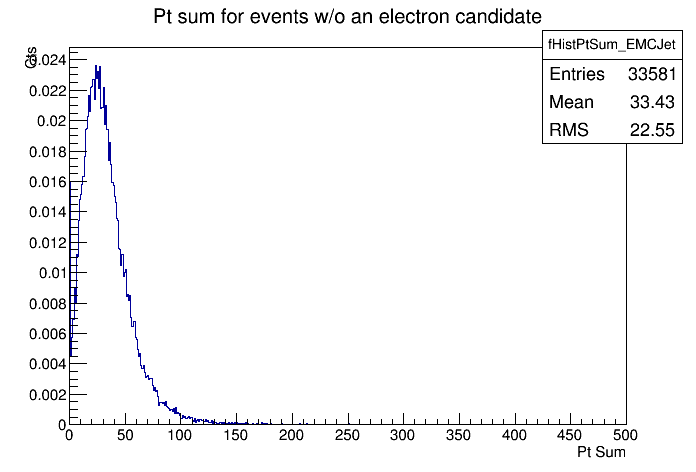 Pt sum for events w/o an electron candidate
fHistPtSum_EMCJet
Entries 33581
Mean 33.43
RMS 22.55
Cts
0.024
0.022
0.02
0.018
0.016
0.014
0.012
0.01
0.008
0.006
0.004
0.002
0
0 50 100 150 200 250 300 350 400 450 500
Pt Sum